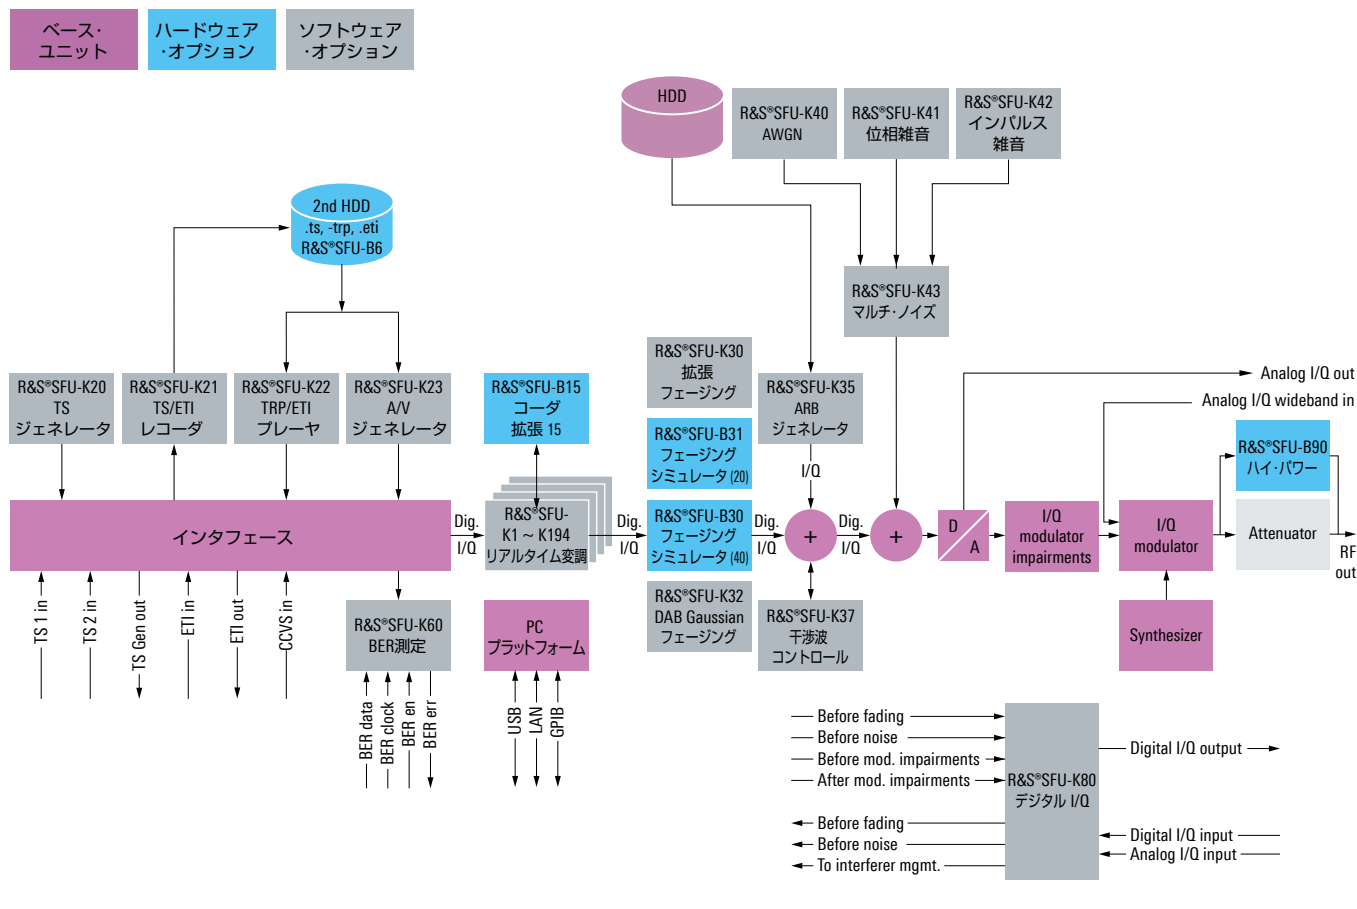 ベース・
ユニット
ハードウェア
・オプション
ソフトウェア
・オプション
HDD
R&S®SFU-K40
AWGN
R&S®SFU-K41
位相雑音
R&S®SFU-K42
インパルス
雑音
2nd HDD
.ts, -trp, .eti
R&S®SFU-B6
R&S®SFU-K43
マルチ・ノイズ
R&S®SFU-K20
TS
ジェネレータ
R&S®SFU-K21
TS/ETI
レコーダ
R&S®SFU-K22
TRP/ETI
プレーヤ
R&S®SFU-K23
A/V
ジェネレータ
R&S®SFU-B15
コーダ
拡張 15
R&S®SFU-K30
拡張
フェージング
R&S®SFU-B31
フェージング
シミュレータ (20)
R&S®SFU-K35
ARB
ジェネレータ
I/Q
Analog I/Q out
Analog I/Q wideband in
R&S®SFU-B90
ハイ・パワー
インタフェース
Dig.
I/Q
R&S®SFU-
K1 ~ K194
リアルタイム変調
Dig.
I/Q
R&S®SFU-B30
フェージング
シミュレータ (40)
Dig.
I/Q
+
Dig.
I/Q
+
D
A
I/Q
modulator
impairments
I/Q
modulator
Attenuator
RF
out
TS 1 in
TS 2 in
TS Gen out
ETI in
ETI out
CCVS in
R&S®SFU-K60
BER測定
PC
プラットフォーム
R&S®SFU-K32
DAB Gaussian
フェージング
R&S®SFU-K37
干渉波
コントロール
Synthesizer
BER data
BER clock
BER en
BER err
USB
LAN
GPIB
Before fading
Before noise
Before mod. impairments
After mod. impairments
R&S®SFU-K80
デジタル I/Q
Digital I/Q output
Before fading
Before noise
To interferer mgmt.
Digital I/Q input
Analog I/Q input